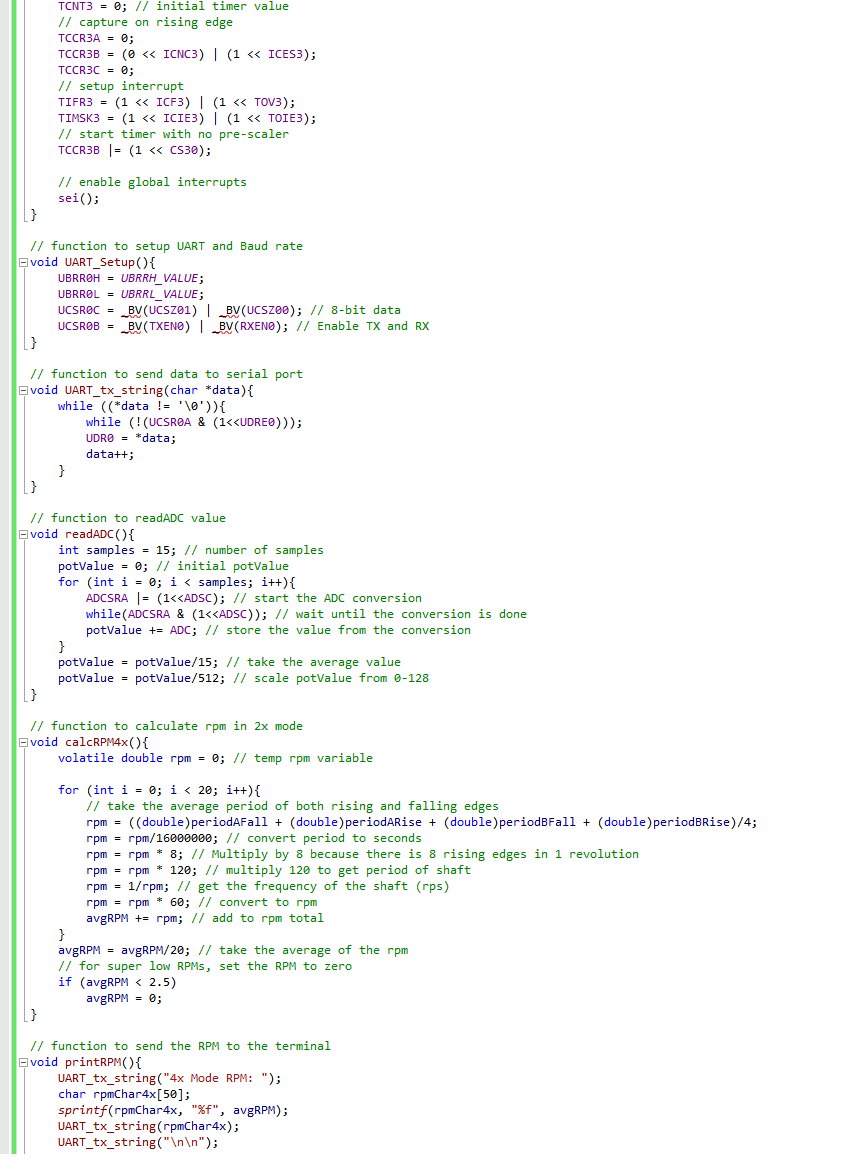 TCNT3 = 0; // initial timer value
// capture on rising edge
TCCR3A = 0;
TCCR3B = (0 << ICNC3) | (1 << ICES3);
TCCR3C = 0;
// setup interrupt
TIFR3 = (1 << ICF3) | (1 << TOV3);
TIMSK3 = (1 << ICIE3) | (1 << TOIE3);
// start timer with no pre-scaler
TCCR3B |= (1 << CS30);
// enable global interrupts
sei();
}
// function to setup UART and Baud rate
void UART_Setup(){
UBRR0H = UBRRH_VALUE;
UBRR0L = UBRRL_VALUE;
UCSR0C = _BV(UCSZ01) | _BV(UCSZ00); // 8-bit data
UCSR0B = _BV(TXEN0) | _BV(RXEN0); // Enable TX and RX
}
// function to send data to serial port
void UART_tx_string(char *data){
while ((*data != '\0')){
while (!(UCSR0A & (1<<UDRE0)));
UDR0 = *data;
data++;
}
}
// function to readADC value
void readADC(){
int samples = 15; // number of samples
potValue = 0; // initial potValue
for (int i = 0; i < samples; i++){
ADCSRA |= (1<<ADSC); // start the ADC conversion
while(ADCSRA & (1<<ADSC)); // wait until the conversion is done
potValue += ADC; // store the value from the conversion
}
potValue = potValue/15; // take the average value
potValue = potValue/512; // scale potValue from 0-128
}
// function to calculate rpm in 2x mode
void calcRPM4x(){
volatile double rpm = 0; // temp rpm variable
for (int i = 0; i < 20; i++){
// take the average period of both rising and falling edges
rpm = ((double)periodAFall + (double)periodARise + (double)periodBFall + (double)periodBRise)/4;
rpm = rpm/16000000; // convert period to seconds
rpm = rpm * 8; // Multiply by 8 because there is 8 rising edges in 1 revolution
rpm = rpm * 120; // multiply 120 to get period of shaft
rpm = 1/rpm; // get the frequency of the shaft (rps)
rpm = rpm * 60; // convert to rpm
avgRPM += rpm; // add to rpm total
}
avgRPM = avgRPM/20; // take the average of the rpm
// for super low RPMs, set the RPM to zero
if (avgRPM < 2.5)
avgRPM = 0;
}
// function to send the RPM to the terminal
void printRPM(){
UART_tx_string("4x Mode RPM: ");
char rpmChar4x[50];
sprintf(rpmChar4x, "%f", avgRPM);
UART_tx_string(rpmChar4x);
UART_tx_string("\n\n");